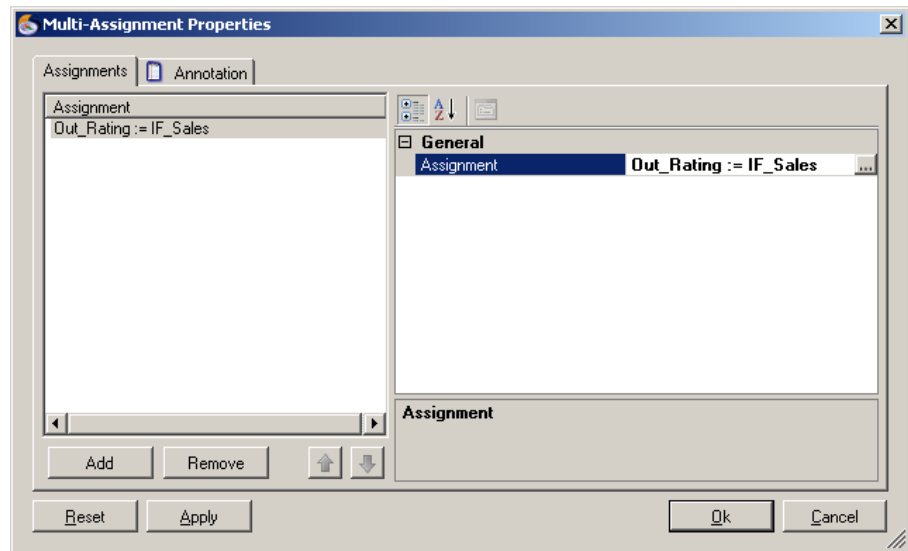 Multi-Assignment Properties
Assignments
Annotation
Assignment
Out_Rating := IF_Sales
General
Assignment Out_Rating := IF_Sales ...
Assignment
Add Remove
Reset Apply Ok Cancel